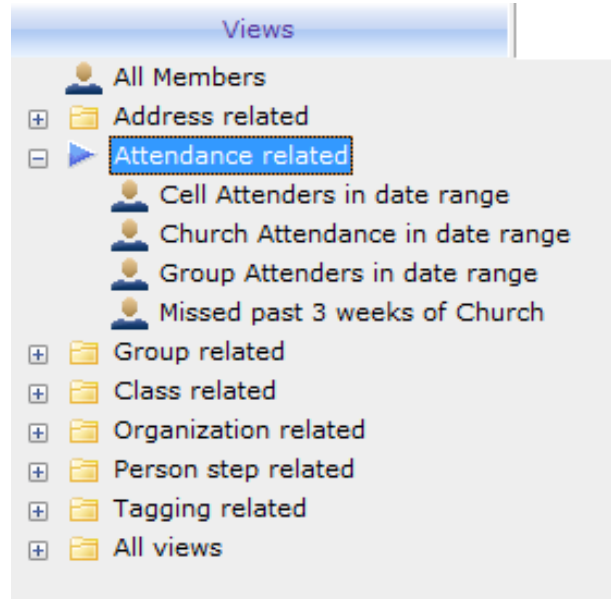 Views
All Members
Address related
Attendance related
Cell Attenders in date range
Church Attendance in date range
Group Attenders in date range
Missed past 3 weeks of Church
Group related
Class related
Organization related
Person step related
Tagging related
All views